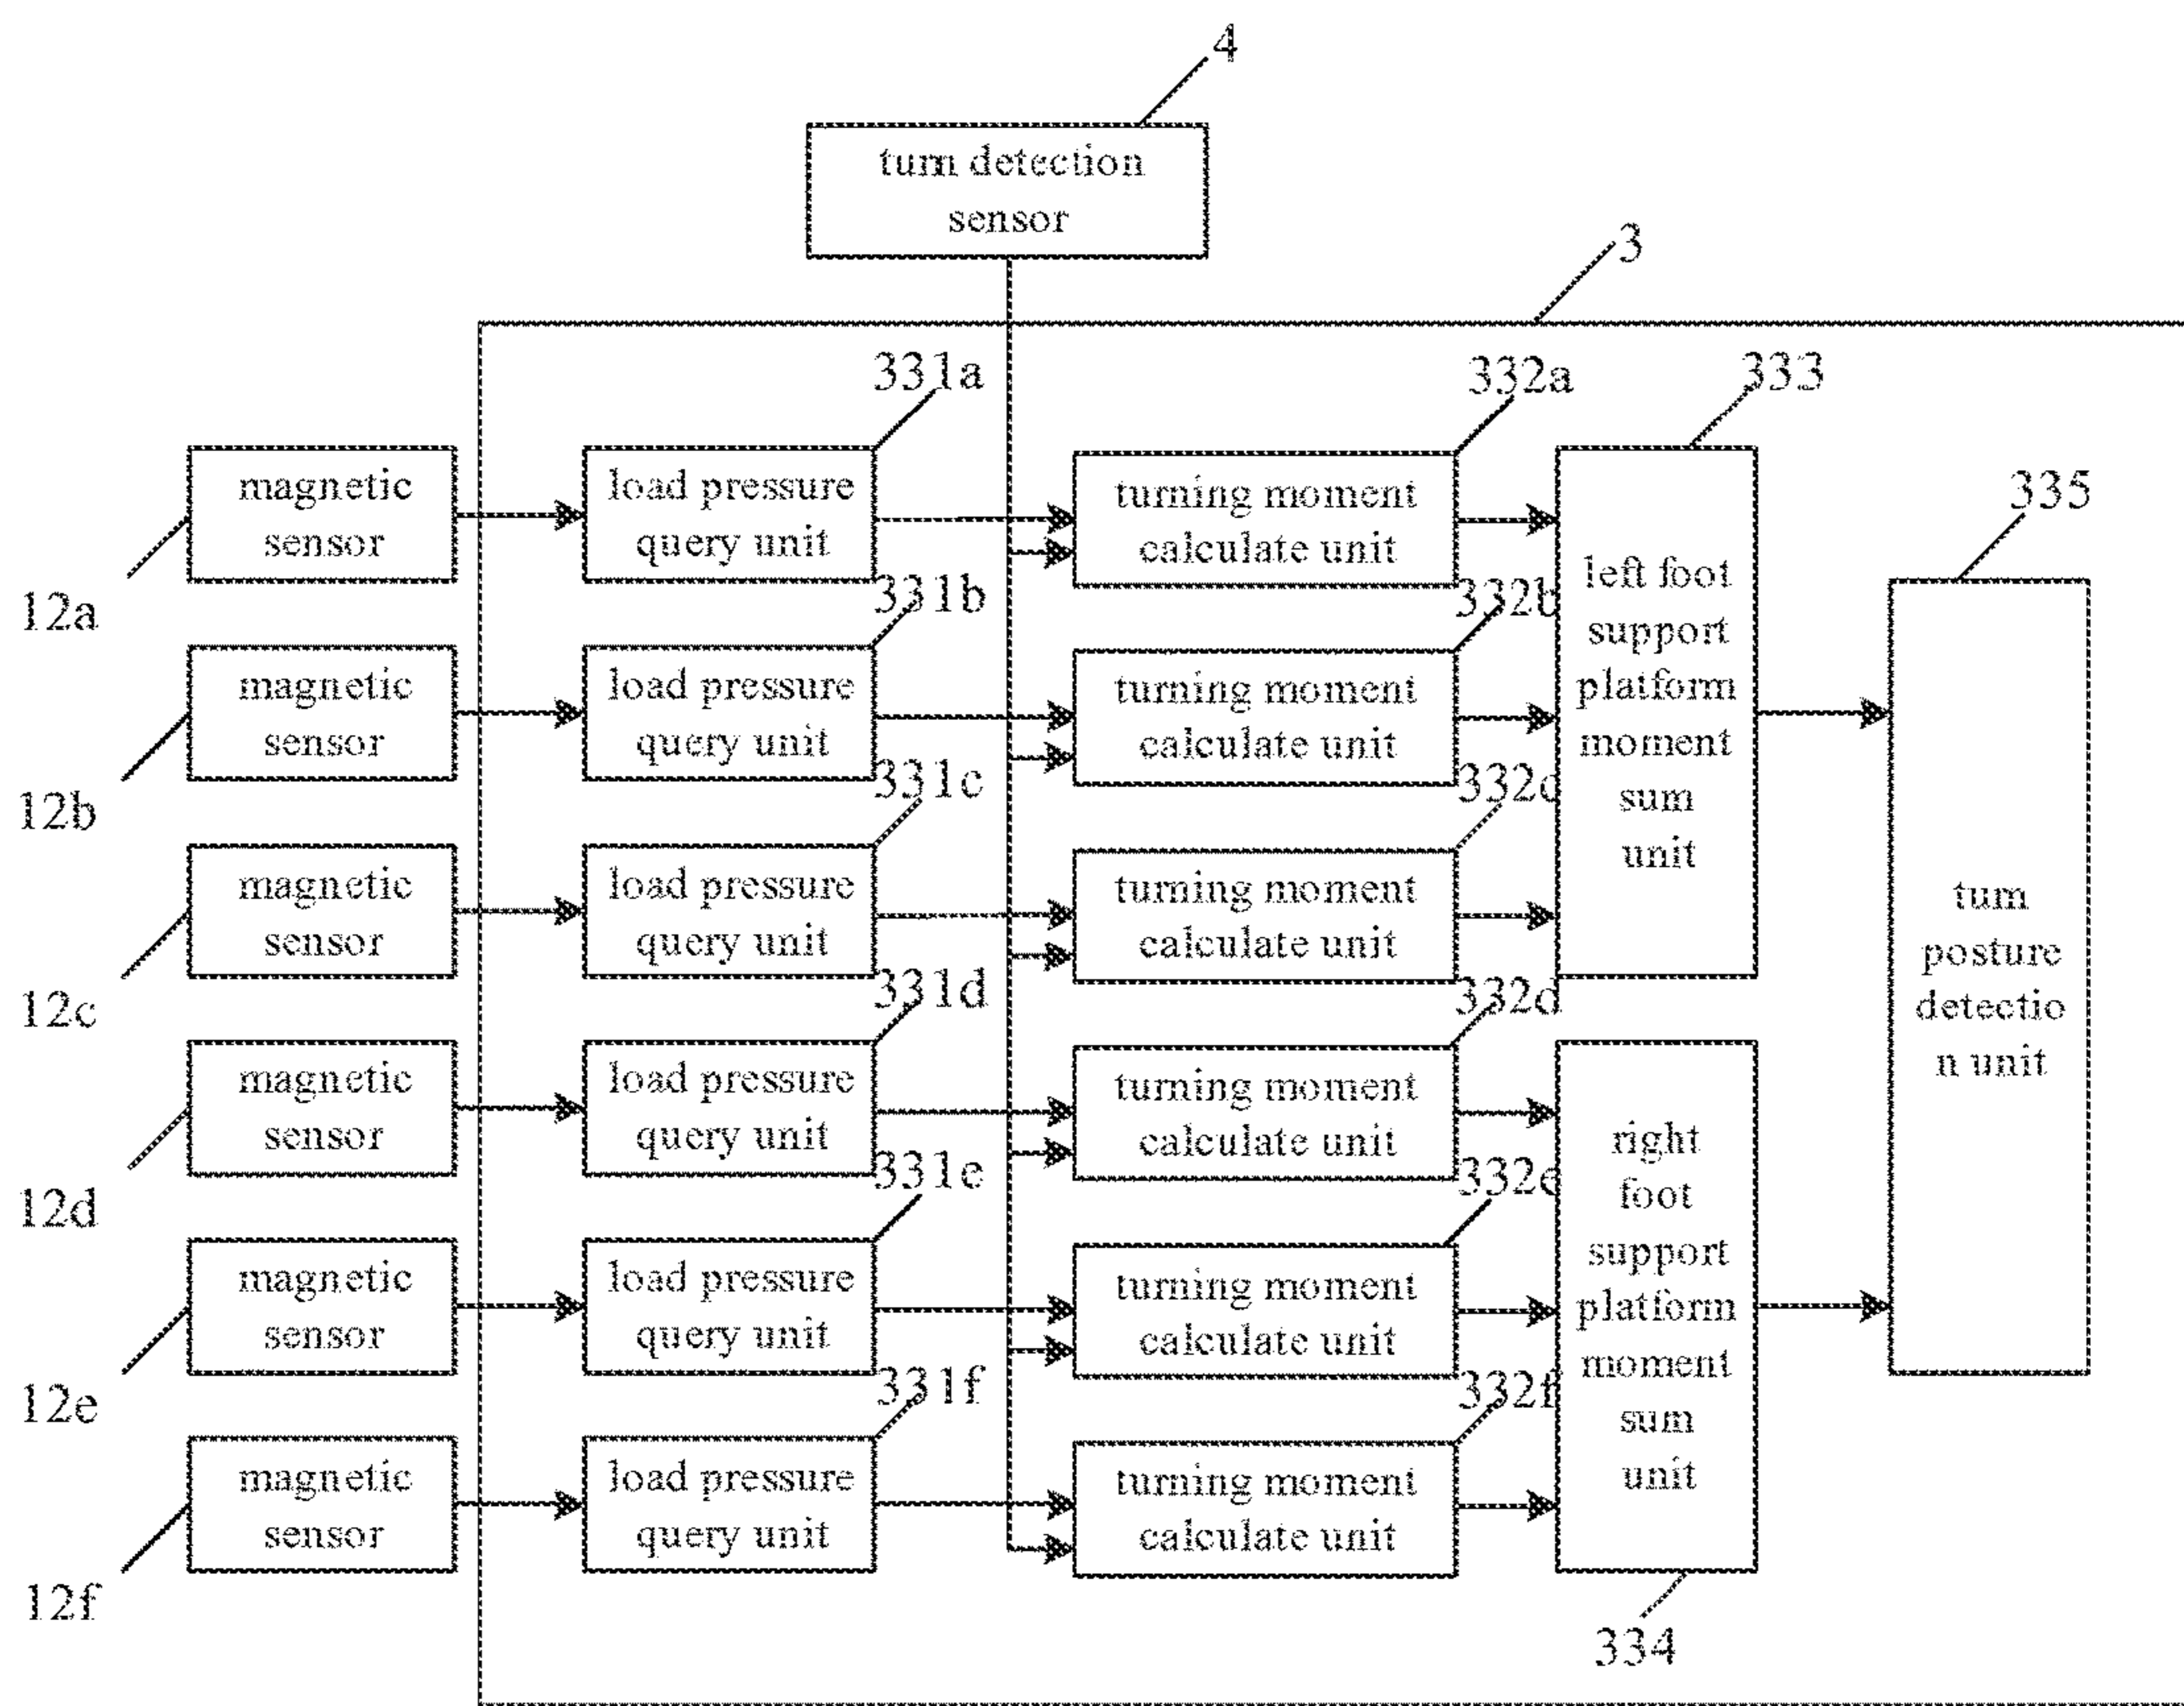 4
turn detection
sensor
3
331a
332a
333
magnetic
sensor
load pressure
query unit
turning moment
calculate unit
335
12a
331b
332b
magnetic
sensor
load pressure
query unit
turning moment
calculate unit
left foot
support
platform
moment
sum
unit
12b
331c
332c
magnetic
sensor
load pressure
query unit
turning moment
calculate unit
turn
posture
detectio
n unit
12c
331d
332d
magnetic
sensor
load pressure
query unit
turning moment
calculate unit
right
foot
support
platform
moment
sum
unit
12d
331e
332e
magnetic
sensor
load pressure
query unit
turning moment
calculate unit
12e
331f
332f
magnetic
sensor
load pressure
query unit
turning moment
calculate unit
12f
334